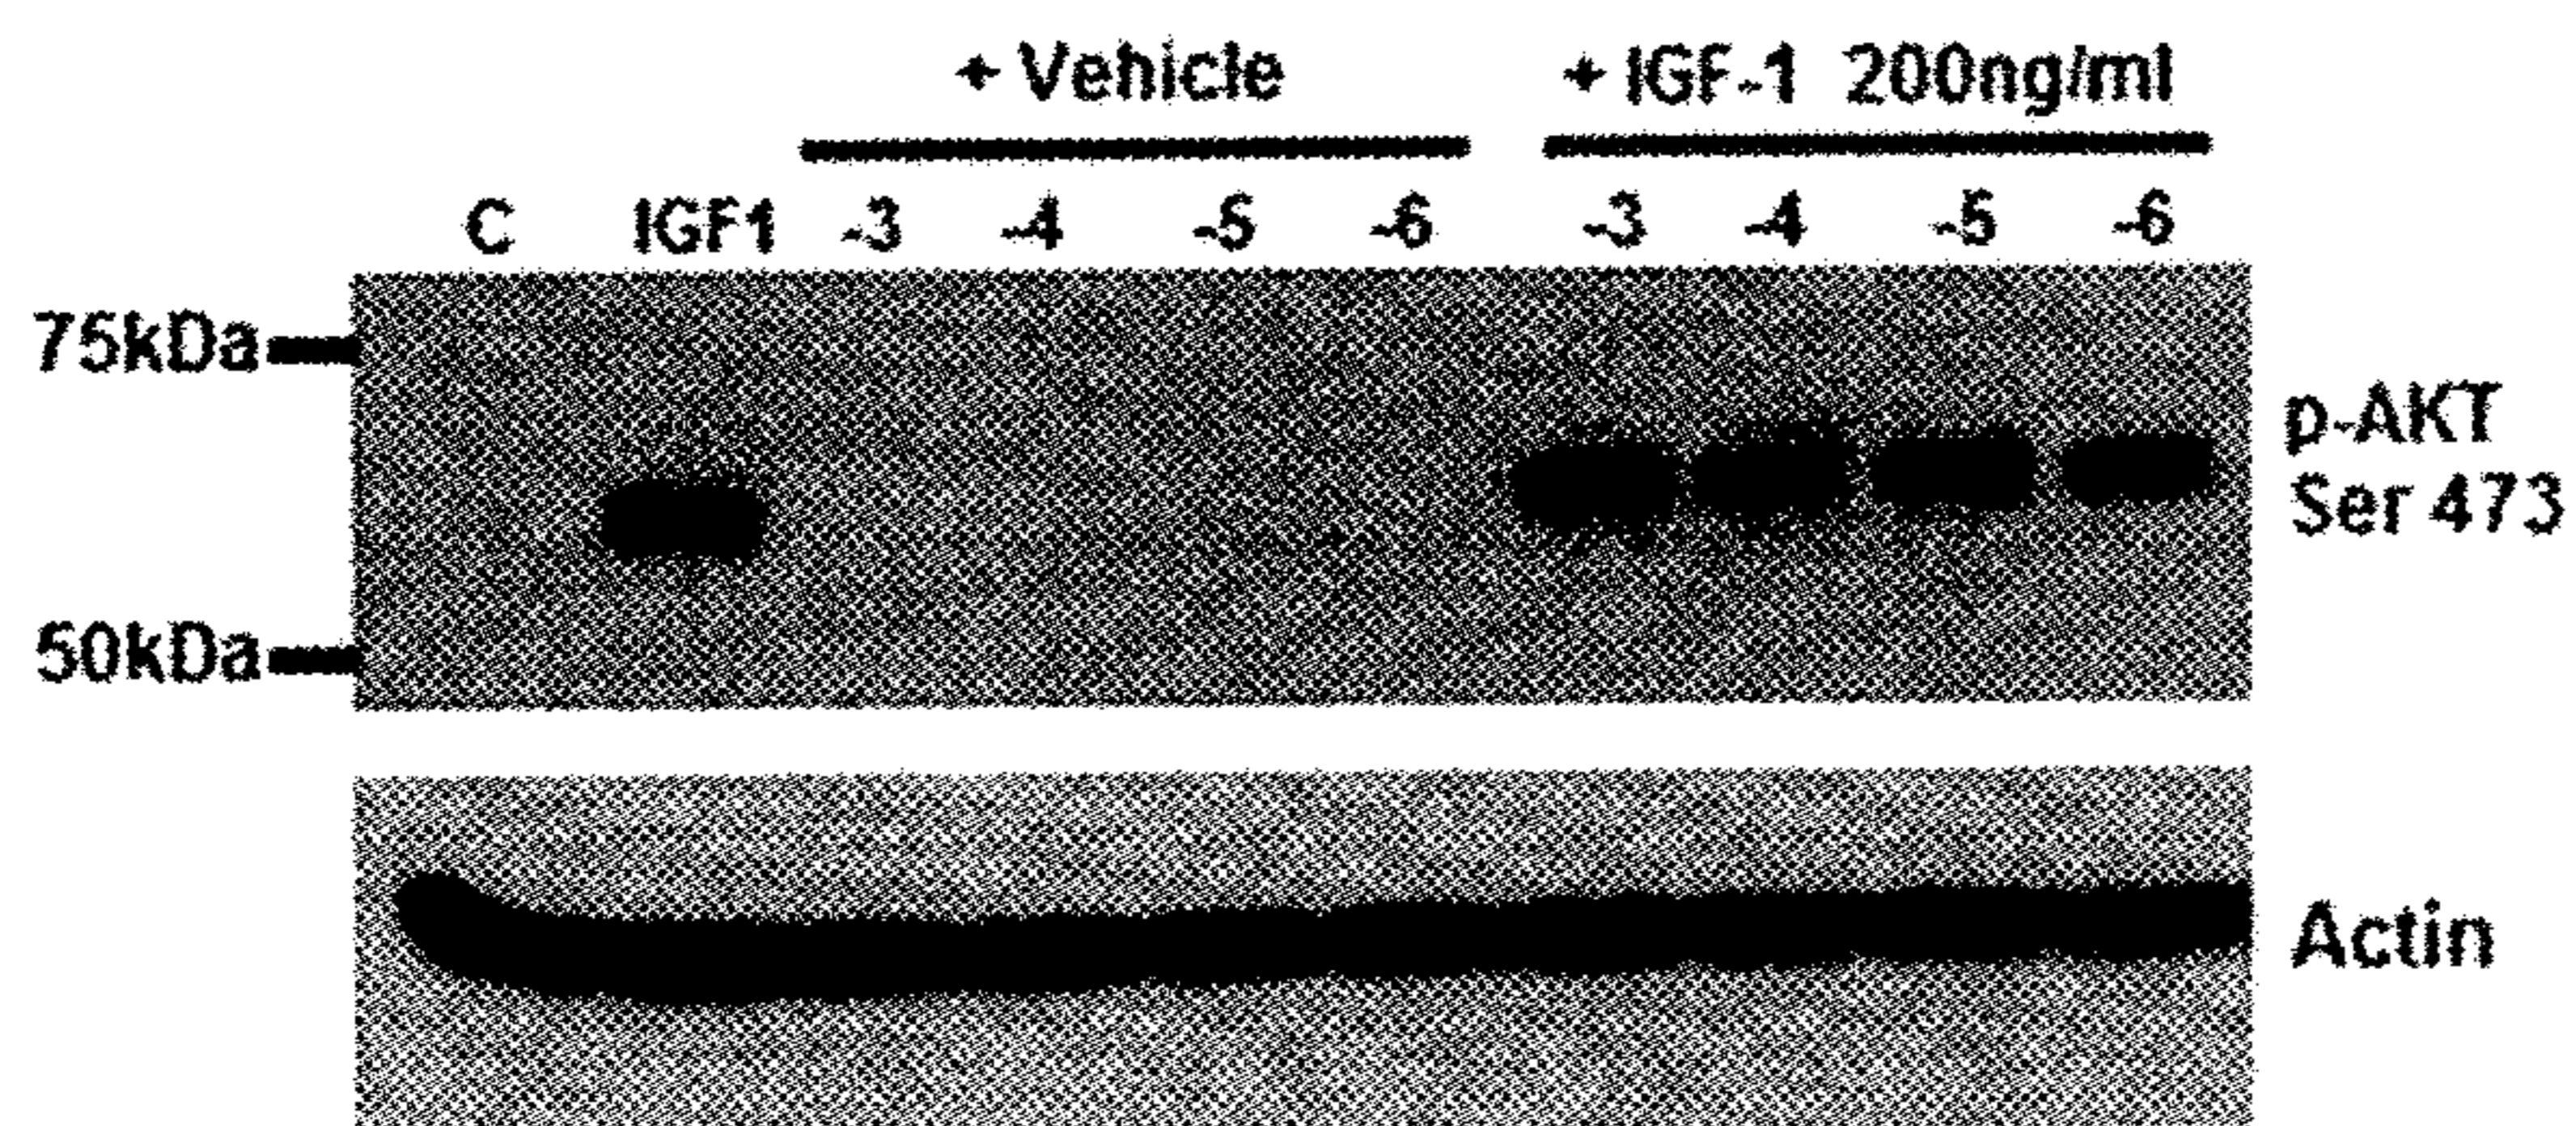 + Vehicle + IGF-1 200ng/ml
C IGF1 -3 -4 -5 -6 -3 -4 -5 -6
75kDa
p-AKT
Ser 473
50kDa
Actin